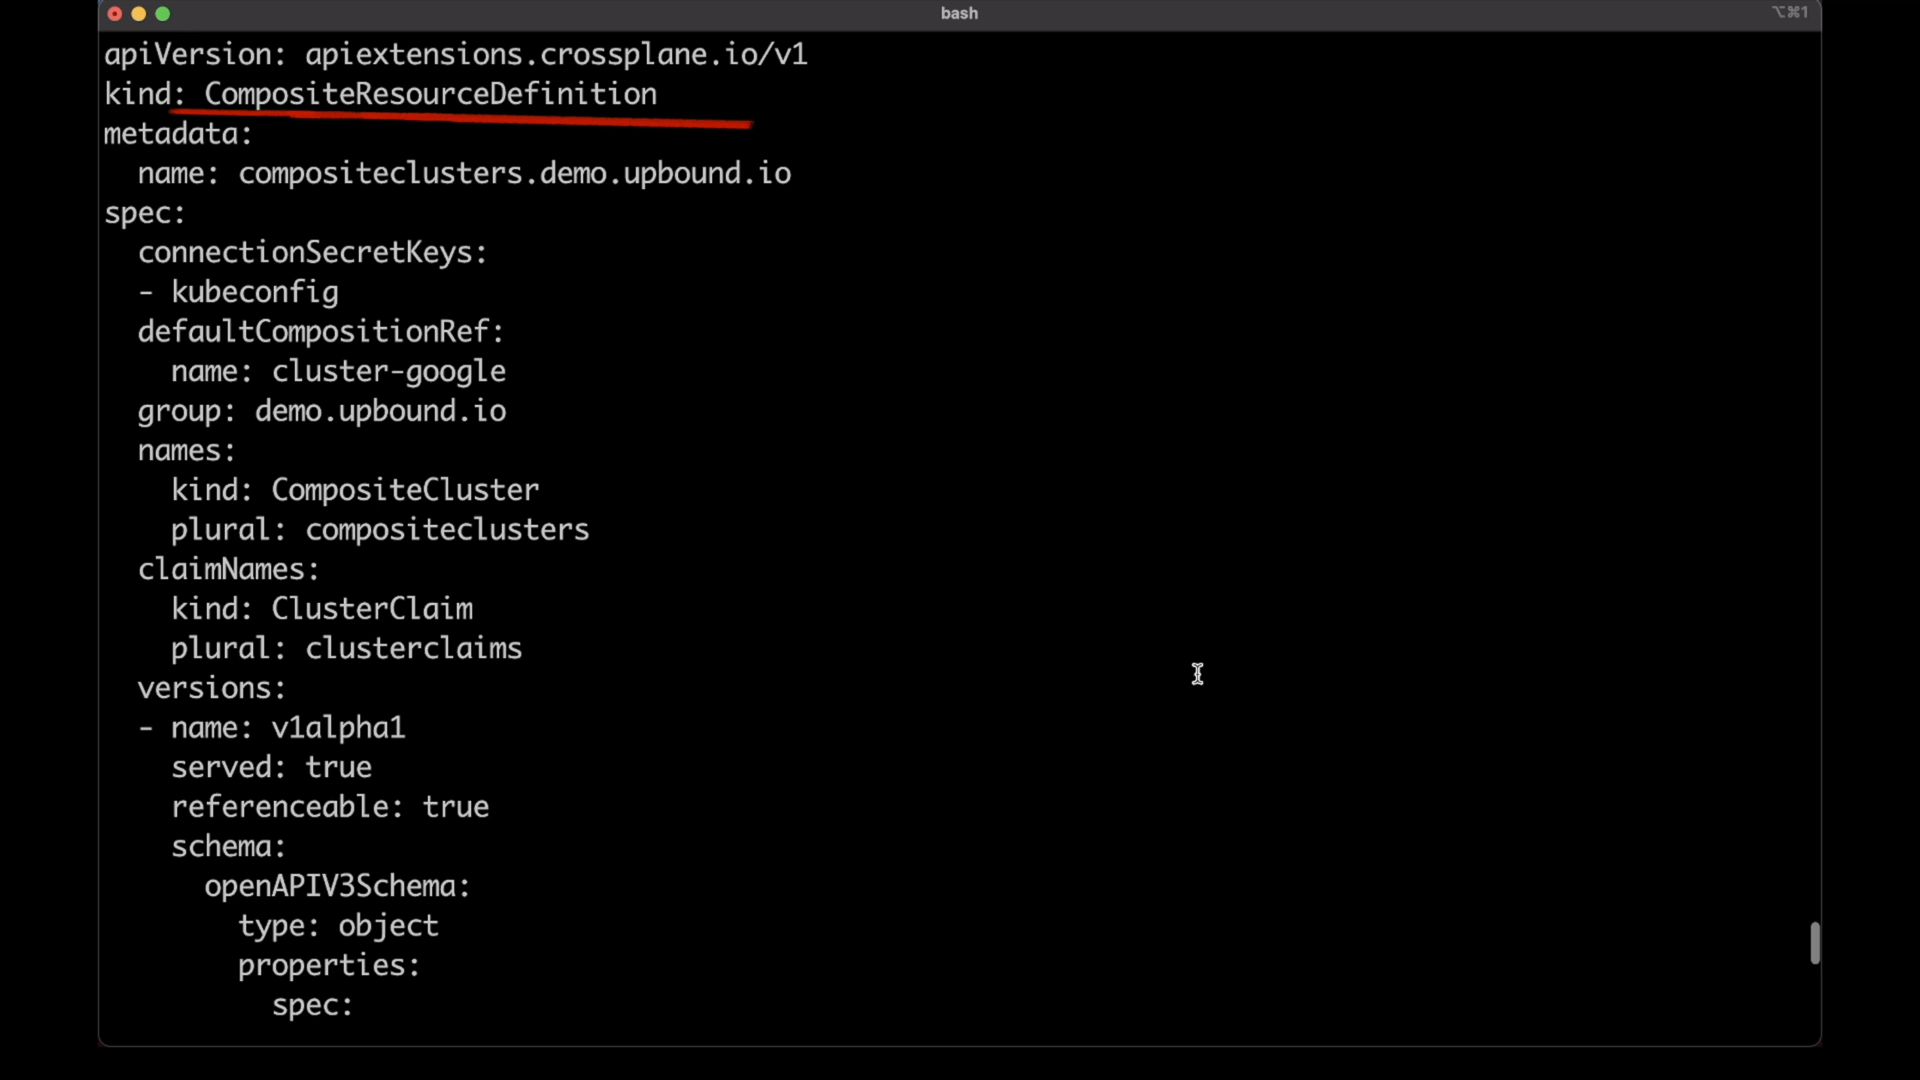 bash
⌥⌘1
apiVersion: apiextensions.crossplane.io/v1
kind: CompositeResourceDefinition
metadata:
  name: compositeclusters.demo.upbound.io
spec:
  connectionSecretKeys:
  - kubeconfig
  defaultCompositionRef:
    name: cluster-google
  group: demo.upbound.io
  names:
    kind: CompositeCluster
    plural: compositeclusters
  claimNames:
    kind: ClusterClaim
    plural: clusterclaims
  versions:
  - name: v1alpha1
    served: true
    referenceable: true
    schema:
      openAPIV3Schema:
        type: object
        properties:
          spec: